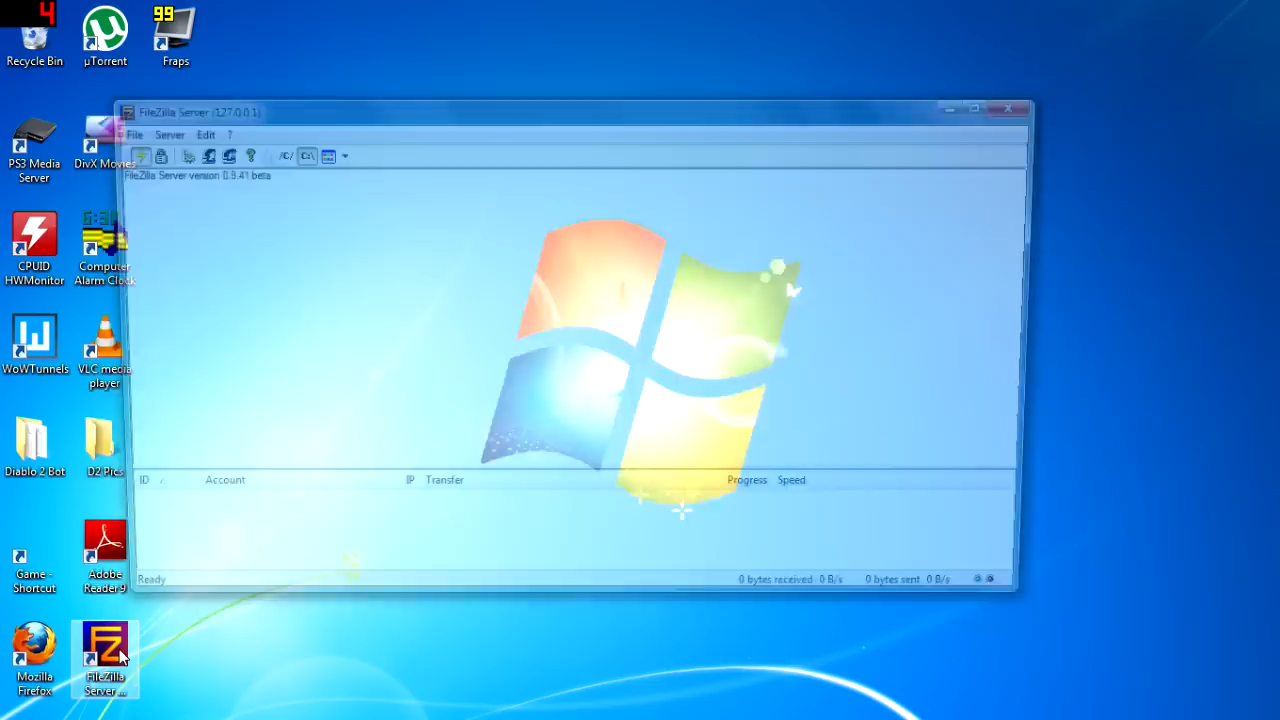 4
99
Recycle Bin
µTorrent
Fraps
FileZilla Server (127.0.0.1)
File Server Edit ?
/C/ C:\
FileZilla Server version 0.9.41 beta
PS3 Media
Server
DivX Movies
CPUID
HWMonitor
Computer
Alarm Clock
WoWTunnels
VLC media
player
Diablo 2 Bot
D2 Pics
ID / Account IP Transfer Progress Speed
Game -
Shortcut
Adobe
Reader 9
Ready 0 bytes received 0 B/s 0 bytes sent 0 B/s
Mozilla
Firefox
FileZilla
Server ...